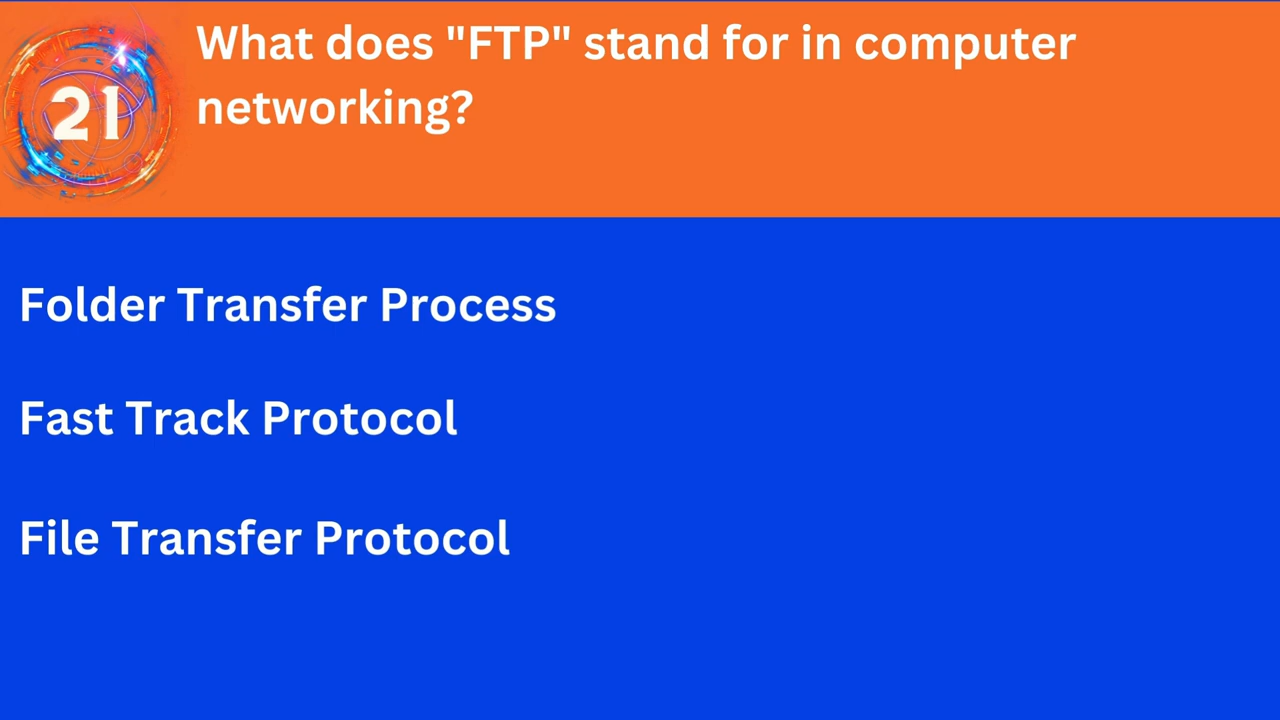 21
What does "FTP" stand for in computer
networking?
Folder Transfer Process
Fast Track Protocol
File Transfer Protocol